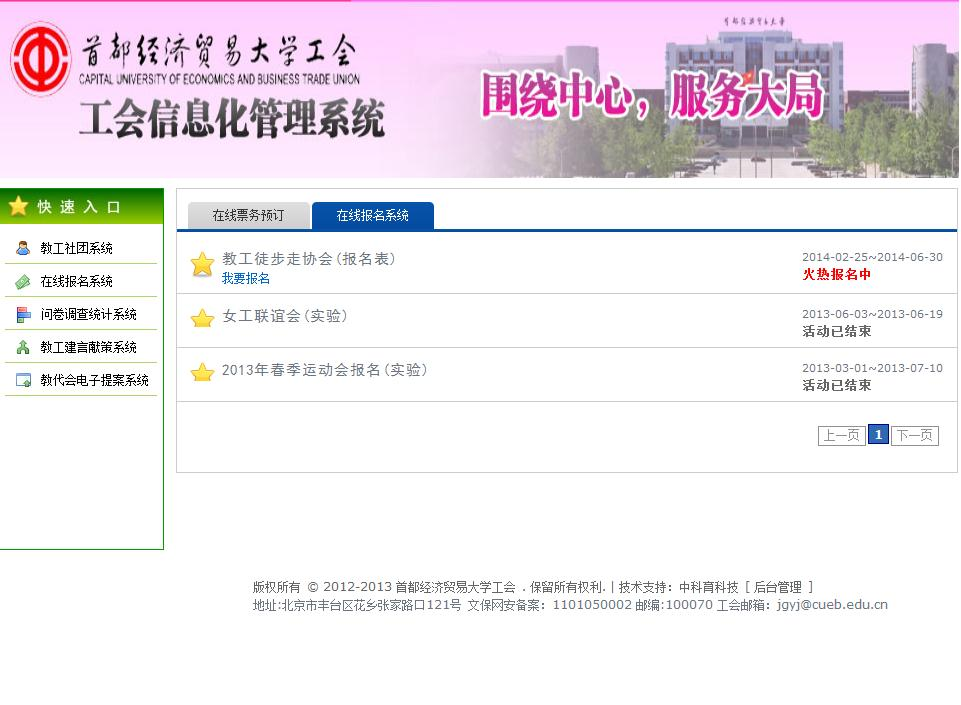 首都经济贸易大学
首都经济贸易大学工会
CAPITAL UNIVERSITY OF ECONOMICS AND BUSINESS TRADE UNION
工会信息化管理系统
围绕中心，服务大局
快速入口
教工社团系统
在线报名系统
问卷调查统计系统
教工建言献策系统
教代会电子提案系统
在线票务预订
在线报名系统
教工徒步走协会(报名表)
2014-02-25~2014-06-30
我要报名
火热报名中
女工联谊会(实验)
2013-06-03~2013-06-19
活动已结束
2013年春季运动会报名(实验)
2013-03-01~2013-07-10
活动已结束
上一页 1 下一页
版权所有 © 2012-2013 首都经济贸易大学工会 . 保留所有权利. | 技术支持：中科育科技 [ 后台管理 ]
地址:北京市丰台区花乡张家路口121号 文保网安备案：1101050002 邮编:100070 工会邮箱：jgyj@cueb.edu.cn